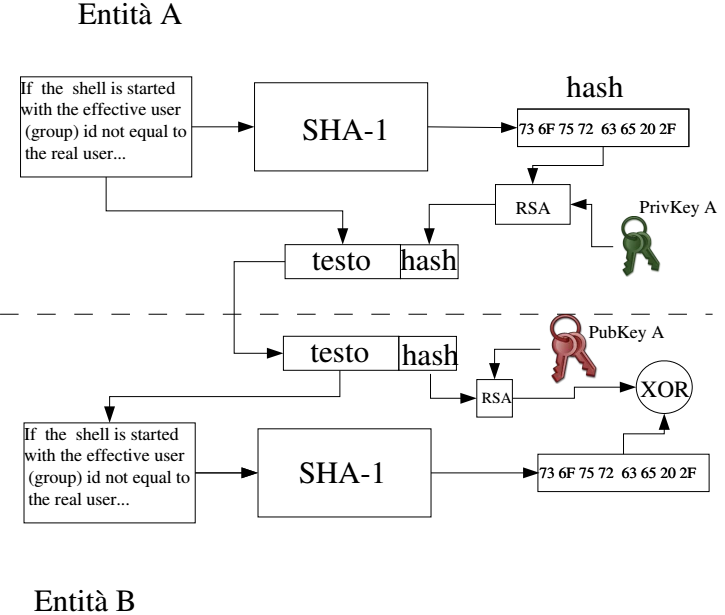 Entità A
If the shell is started
with the effective user
(group) id not equal to
the real user...
SHA-1
hash
73 6F 75 72 63 65 20 2F
RSA
PrivKey A
testo
hash
testo
hash
PubKey A
RSA
XOR
If the shell is started
with the effective user
(group) id not equal to
the real user...
SHA-1
73 6F 75 72 63 65 20 2F
Entità B